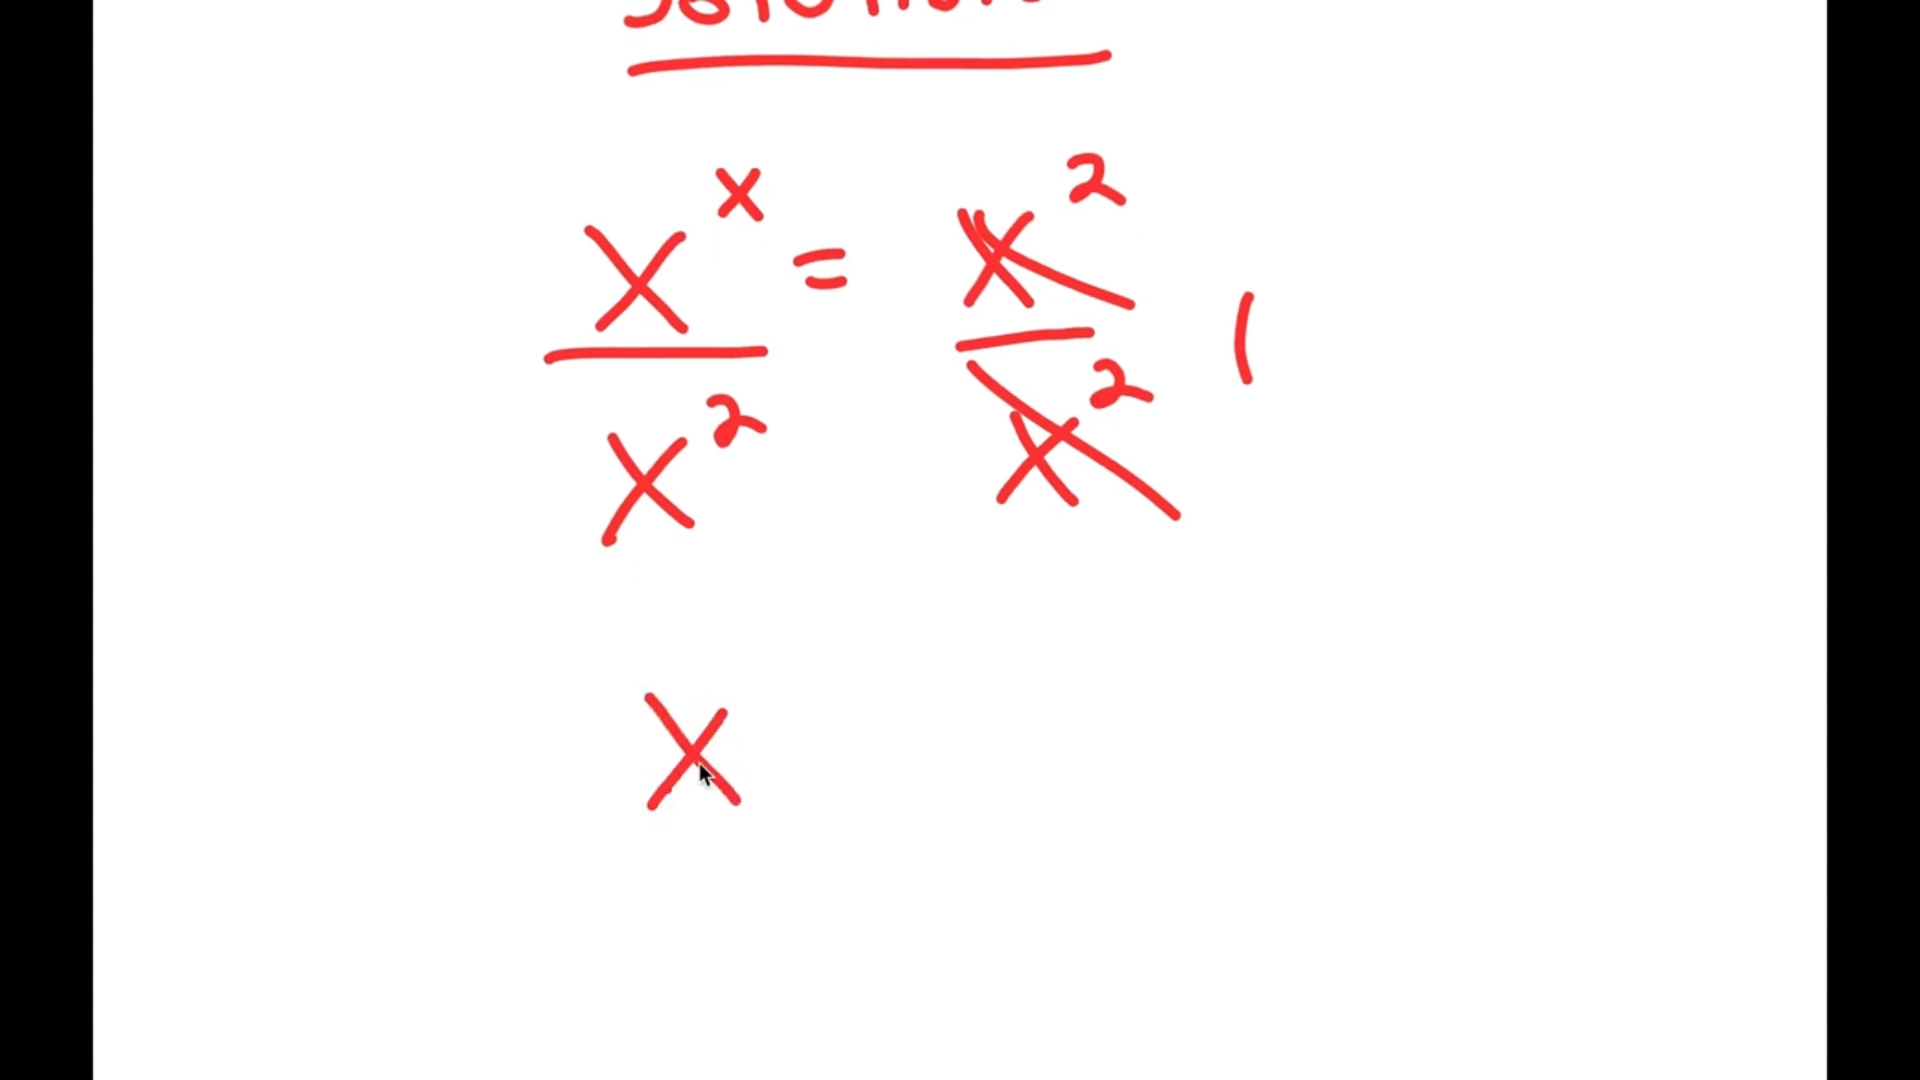 x^x / x^2 = x^2 / x^2 1
x